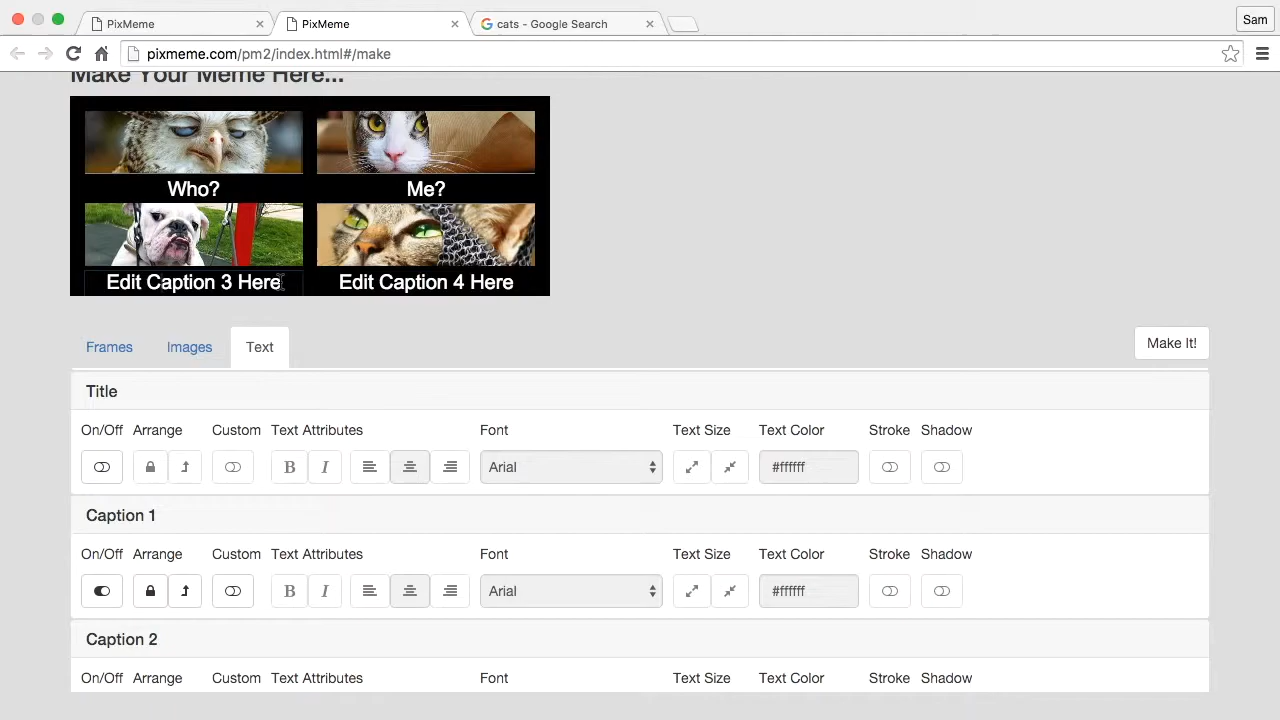 PixMeme
PixMeme
cats - Google Search
Sam
pixmeme.com/pm2/index.html#/make
Make Your Meme Here...
Who?
Me?
Edit Caption 3 Here
Edit Caption 4 Here
Frames
Images
Text
Make It!
Title
On/Off Arrange Custom Text Attributes Font Text Size Text Color Stroke Shadow
B I Arial #ffffff
Caption 1
On/Off Arrange Custom Text Attributes Font Text Size Text Color Stroke Shadow
B I Arial #ffffff
Caption 2
On/Off Arrange Custom Text Attributes Font Text Size Text Color Stroke Shadow